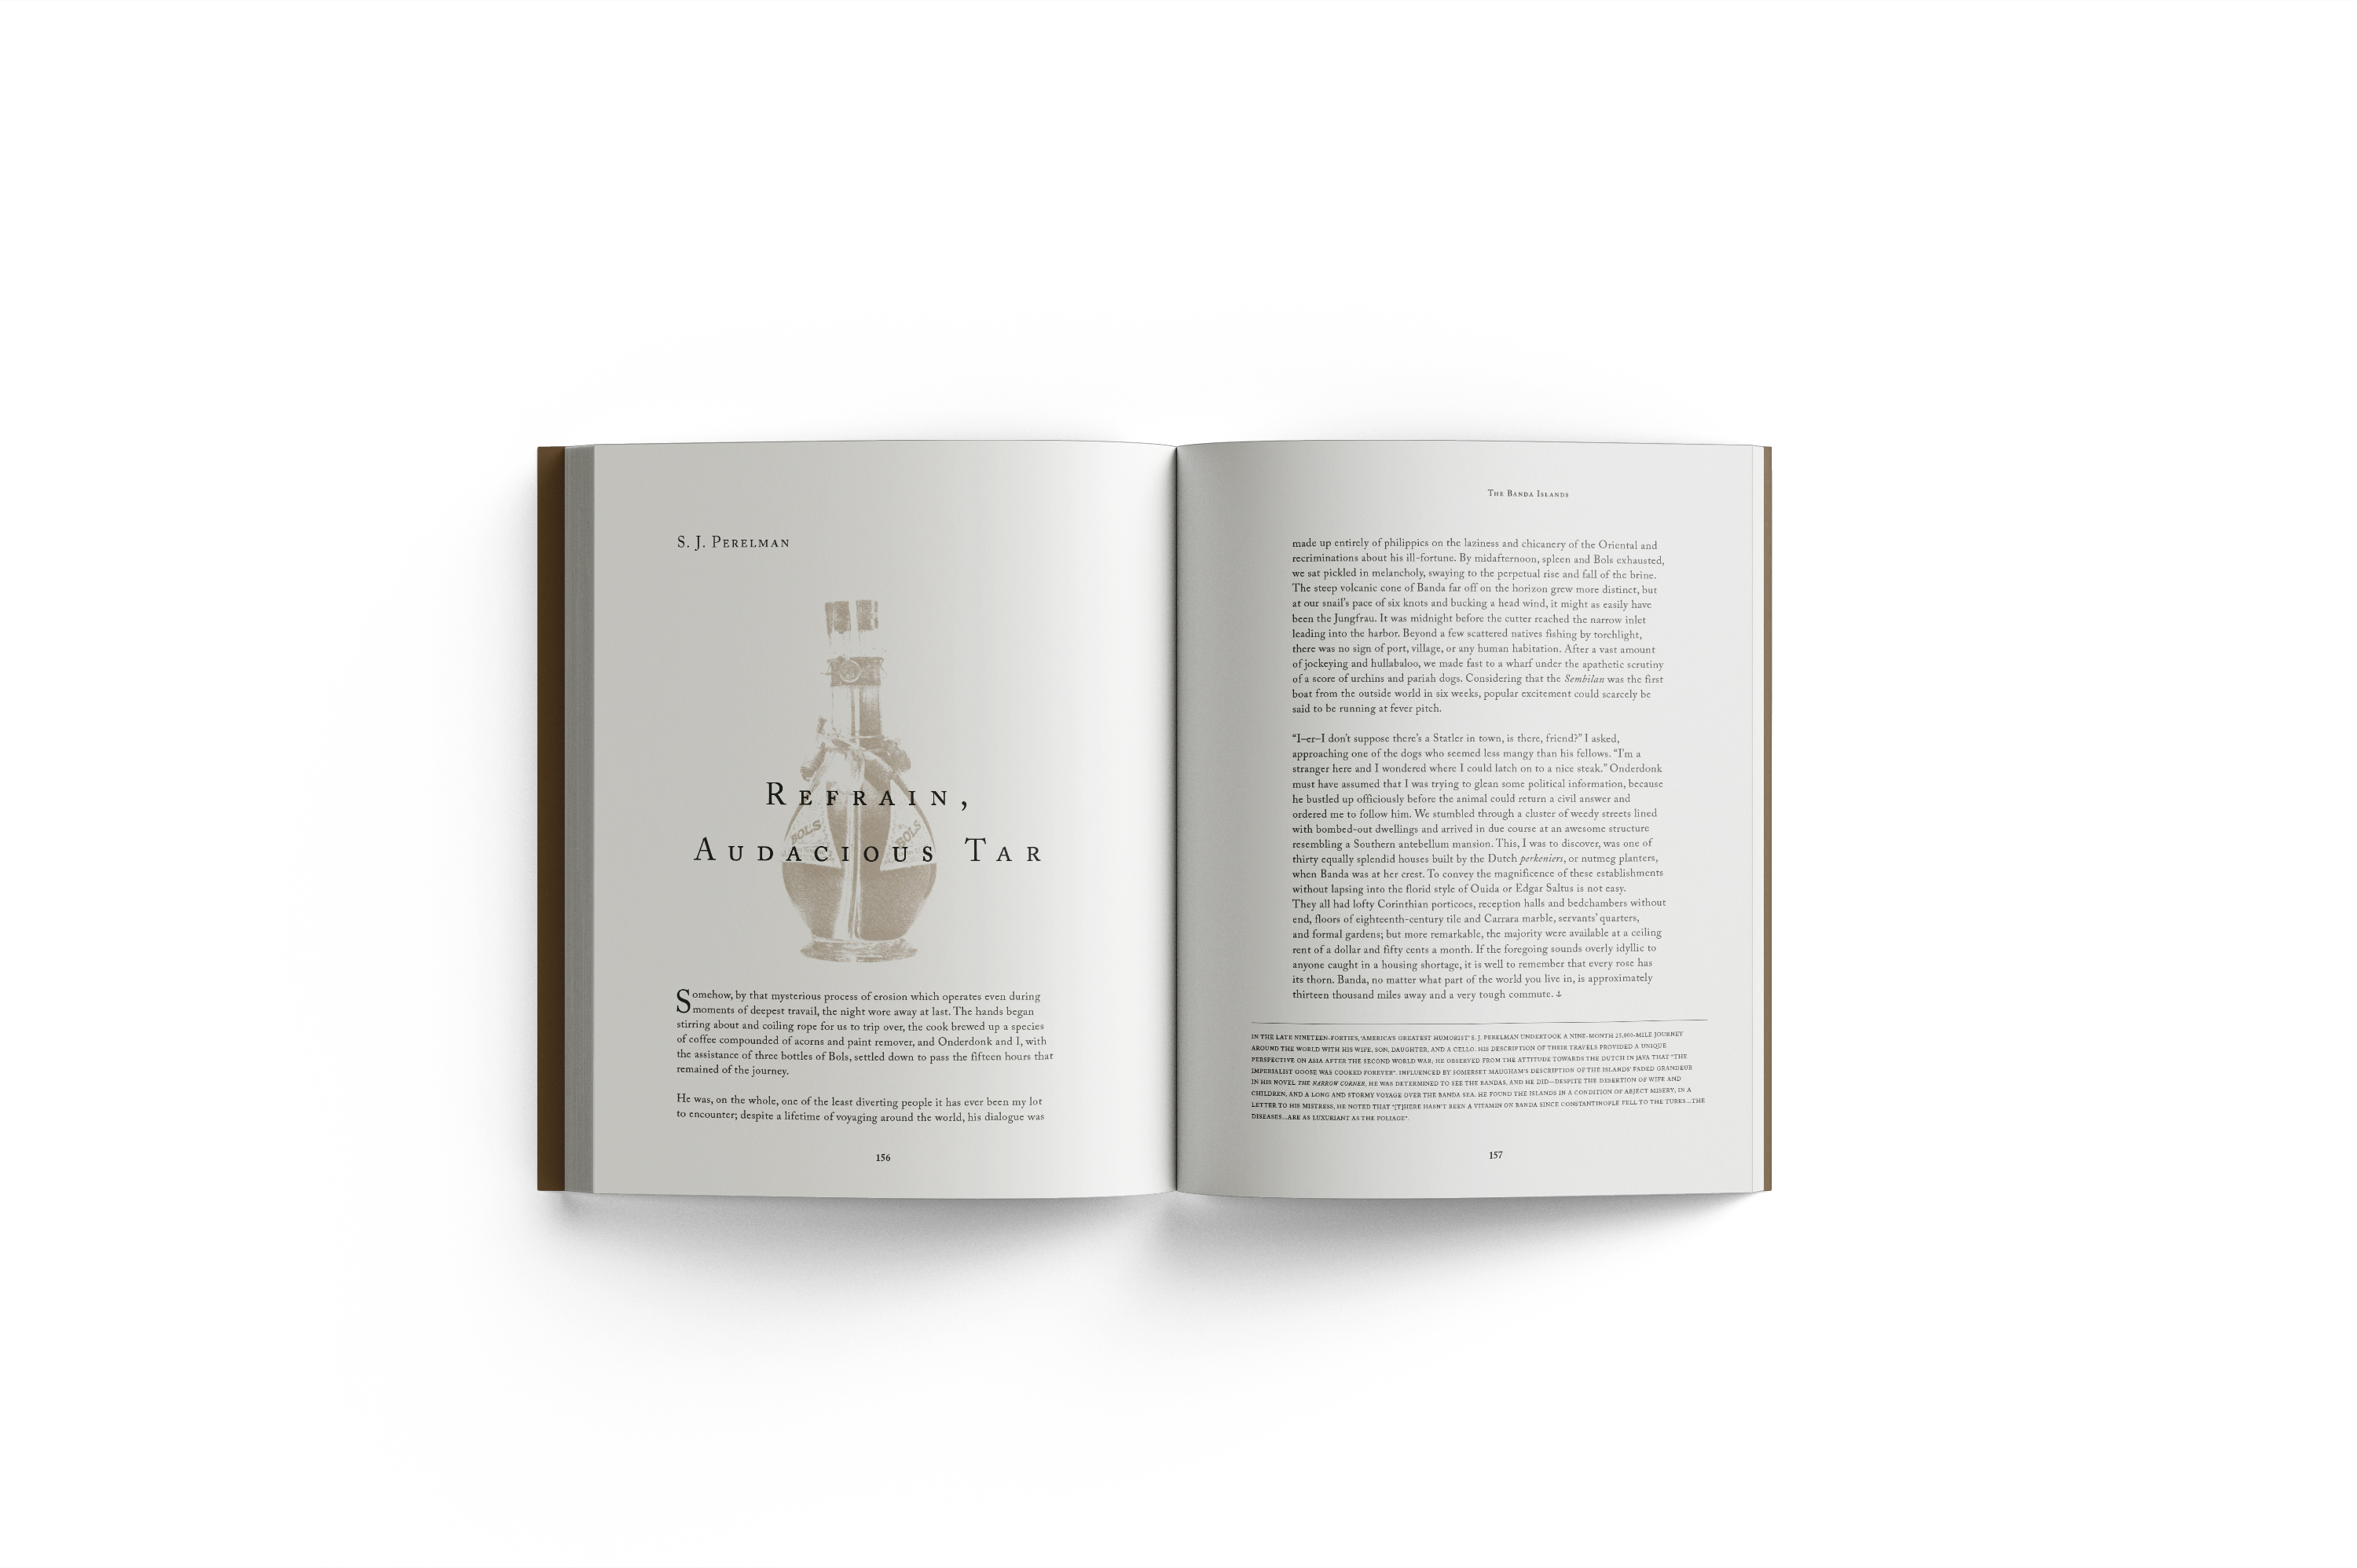 S. J. Perelman
BOLS
BOLS
Refrain,
Audacious Tar
Somehow, by that mysterious process of erosion which operates even during
moments of deepest travail, the night wore away at last. The hands began
stirring about and coiling rope for us to trip over, the cook brewed up a species
of coffee compounded of acorns and paint remover, and Onderdonk and I, with
the assistance of three bottles of Bols, settled down to pass the fifteen hours that
remained of the journey.
He was, on the whole, one of the least diverting people it has ever been my lot
to encounter; despite a lifetime of voyaging around the world, his dialogue was
156
The Banda Islands
made up entirely of philippics on the laziness and chicanery of the Oriental and
recriminations about his ill-fortune. By midafternoon, spleen and Bols exhausted,
we sat pickled in melancholy, swaying to the perpetual rise and fall of the brine.
The steep volcanic cone of Banda far off on the horizon grew more distinct, but
at our snail's pace of six knots and bucking a head wind, it might as easily have
been the Jungfrau. It was midnight before the cutter reached the narrow inlet
leading into the harbor. Beyond a few scattered natives fishing by torchlight,
there was no sign of port, village, or any human habitation. After a vast amount
of jockeying and hullabaloo, we made fast to a wharf under the apathetic scrutiny
of a score of urchins and pariah dogs. Considering that the Sembilan was the first
boat from the outside world in six weeks, popular excitement could scarcely be
said to be running at fever pitch.
“I–er–I don't suppose there's a Statler in town, is there, friend?” I asked,
approaching one of the dogs who seemed less mangy than his fellows. “I'm a
stranger here and I wondered where I could latch on to a nice steak.” Onderdonk
must have assumed that I was trying to glean some political information, because
he bustled up officiously before the animal could return a civil answer and
ordered me to follow him. We stumbled through a cluster of weedy streets lined
with bombed-out dwellings and arrived in due course at an awesome structure
resembling a Southern antebellum mansion. This, I was to discover, was one of
thirty equally splendid houses built by the Dutch perkeniers, or nutmeg planters,
when Banda was at her crest. To convey the magnificence of these establishments
without lapsing into the florid style of Ouida or Edgar Saltus is not easy.
They all had lofty Corinthian porticoes, reception halls and bedchambers without
end, floors of eighteenth-century tile and Carrara marble, servants' quarters,
and formal gardens; but more remarkable, the majority were available at a ceiling
rent of a dollar and fifty cents a month. If the foregoing sounds overly idyllic to
anyone caught in a housing shortage, it is well to remember that every rose has
its thorn. Banda, no matter what part of the world you live in, is approximately
thirteen thousand miles away and a very tough commute. ⚓
IN THE LATE NINETEEN-FORTIES, ‘AMERICA'S GREATEST HUMORIST’ S. J. PERELMAN UNDERTOOK A NINE-MONTH 25,000-MILE JOURNEY
AROUND THE WORLD WITH HIS WIFE, SON, DAUGHTER, AND A CELLO. HIS DESCRIPTION OF THEIR TRAVELS PROVIDED A UNIQUE
PERSPECTIVE ON ASIA AFTER THE SECOND WORLD WAR; HE OBSERVED FROM THE ATTITUDE TOWARDS THE DUTCH IN JAVA THAT “THE
IMPERIALIST GOOSE WAS COOKED FOREVER”. INFLUENCED BY SOMERSET MAUGHAM'S DESCRIPTION OF THE ISLANDS' FADED GRANDEUR
IN HIS NOVEL THE NARROW CORNER, HE WAS DETERMINED TO SEE THE BANDAS, AND HE DID—DESPITE THE DESERTION OF WIFE AND
CHILDREN, AND A LONG AND STORMY VOYAGE OVER THE BANDA SEA. HE FOUND THE ISLANDS IN A CONDITION OF ABJECT MISERY, IN A
LETTER TO HIS MISTRESS, HE NOTED THAT “[T]HERE HASN'T BEEN A VITAMIN ON BANDA SINCE CONSTANTINOPLE FELL TO THE TURKS...THE
DISEASES...ARE AS LUXURIANT AS THE FOLIAGE”.
157